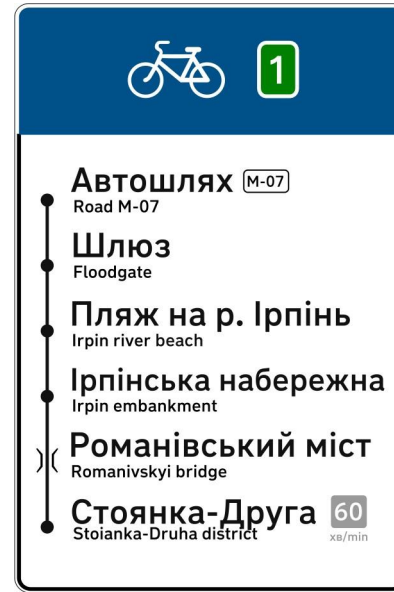 1
Автошлях M-07
Road M-07
Шлюз
Floodgate
Пляж на р. Ірпінь
Irpin river beach
Ірпінська набережна
Irpin embankment
Романівський міст
Romanivskyi bridge
Стоянка-Друга 60
Stoianka-Druha district хв/min